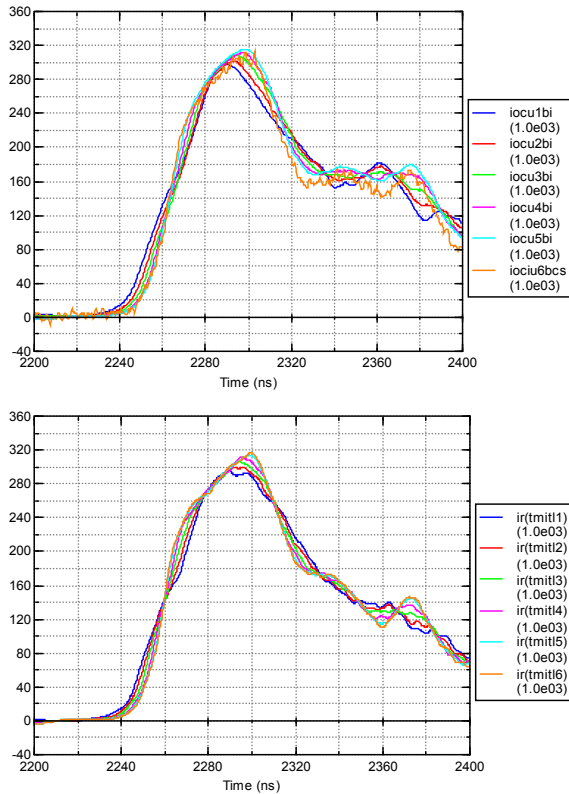 360
320
280
240
200
160
120
80
40
0
-40
2200 2240 2280 2320 2360 2400
Time (ns)
iocu1bi
(1.0e03)
iocu2bi
(1.0e03)
iocu3bi
(1.0e03)
iocu4bi
(1.0e03)
iocu5bi
(1.0e03)
iociu6bcs
(1.0e03)
360
320
280
240
200
160
120
80
40
0
-40
2200 2240 2280 2320 2360 2400
Time (ns)
ir(tmitl1)
(1.0e03)
ir(tmitl2)
(1.0e03)
ir(tmitl3)
(1.0e03)
ir(tmitl4)
(1.0e03)
ir(tmitl5)
(1.0e03)
ir(tmitl6)
(1.0e03)